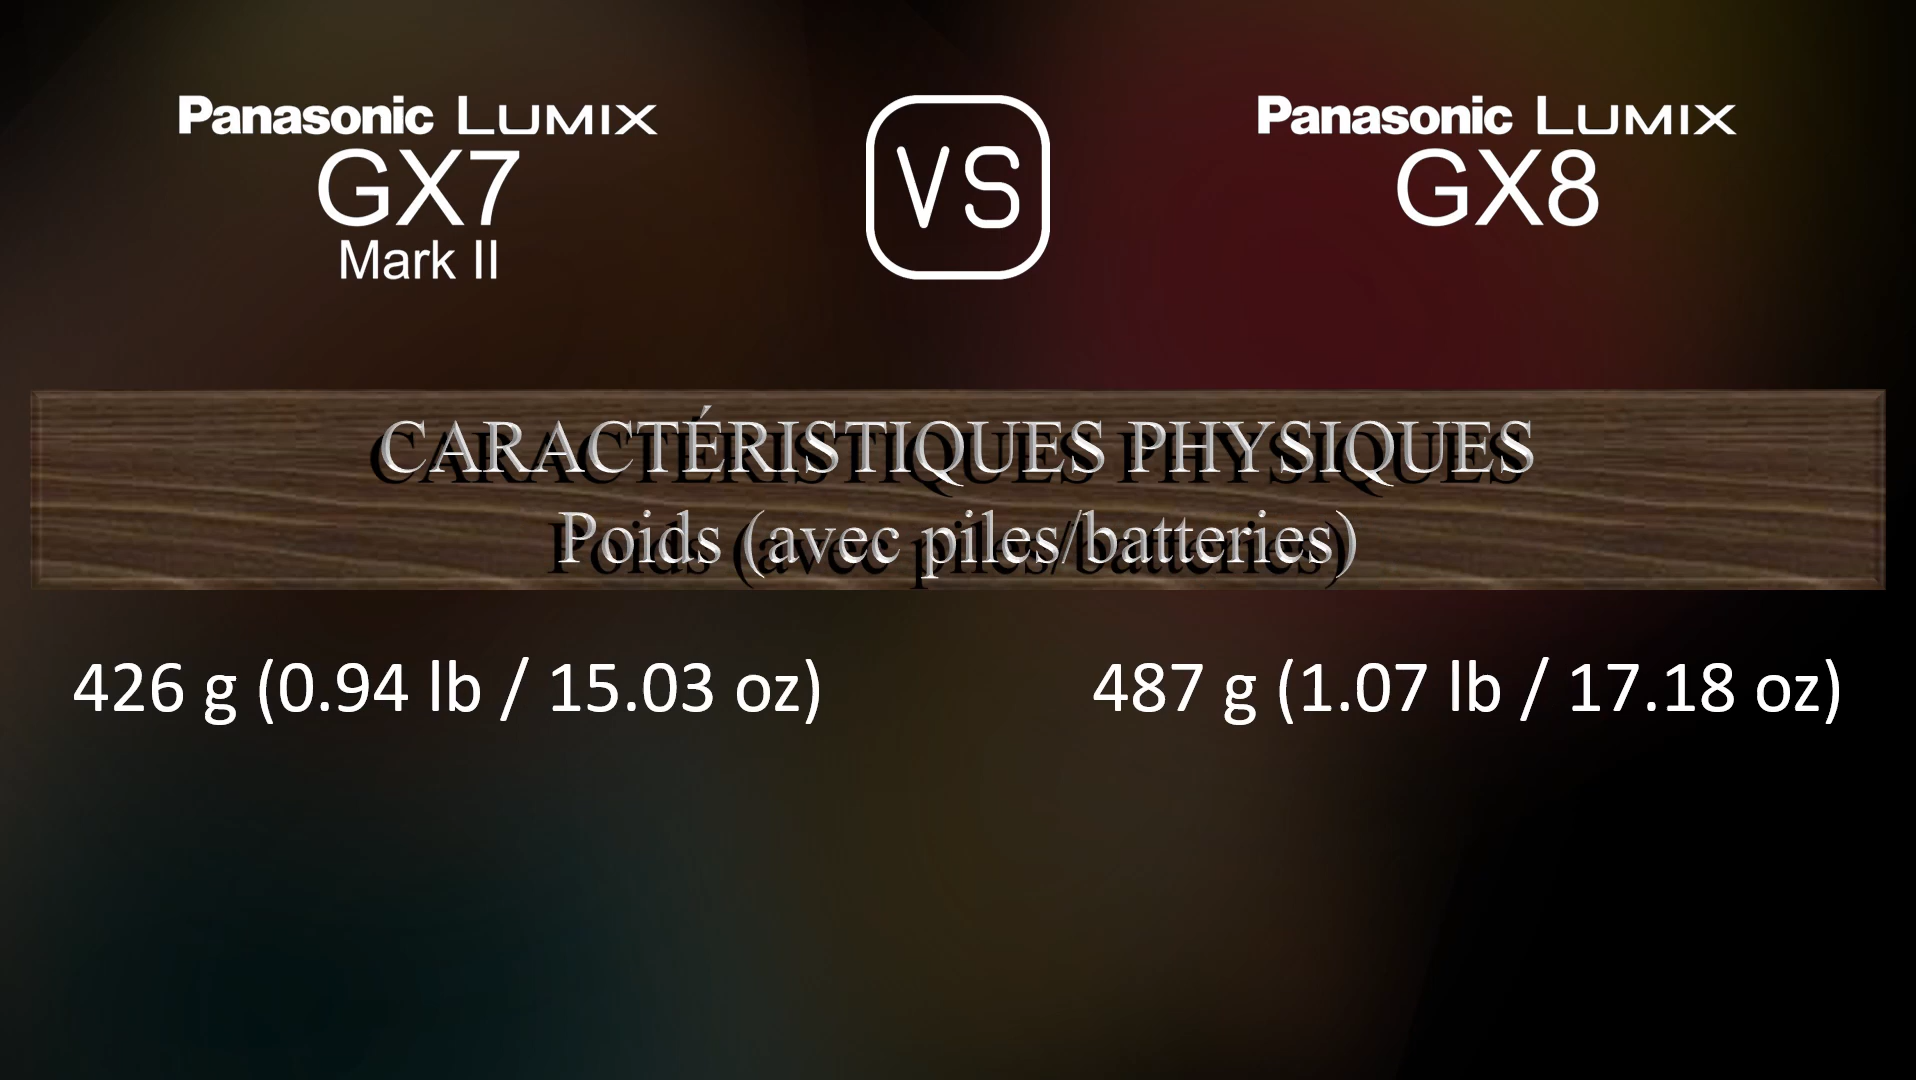 Panasonic LUMIX
GX7
Mark II
VS
Panasonic LUMIX
GX8
CARACTÉRISTIQUES PHYSIQUES
Poids (avec piles/batteries)
426 g (0.94 lb / 15.03 oz)
487 g (1.07 lb / 17.18 oz)